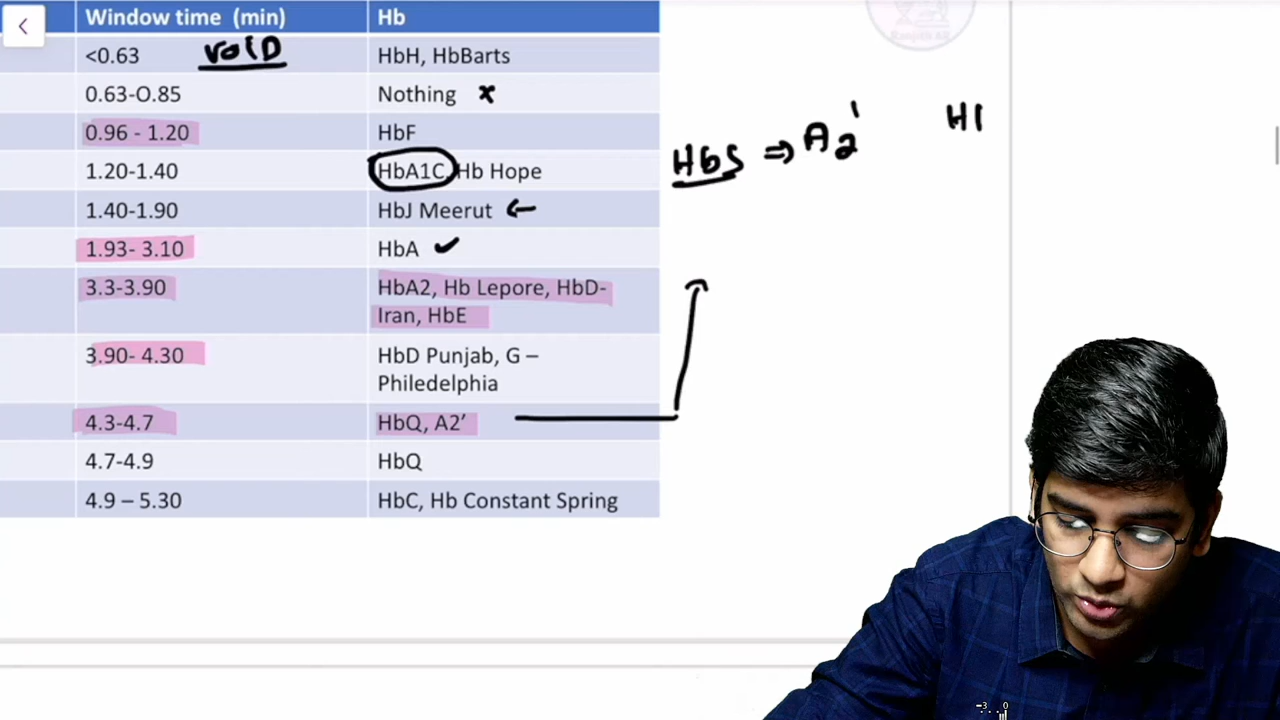 Window time (min) Hb
<0.63 VOID HbH, HbBarts
0.63-O.85 Nothing x
0.96 - 1.20 HbF
1.20-1.40 HbA1C, Hb Hope
1.40-1.90 HbJ Meerut ←
1.93- 3.10 HbA ✓
3.3-3.90 HbA2, Hb Lepore, HbD-
Iran, HbE
3.90- 4.30 HbD Punjab, G –
Philedelphia
4.3-4.7 HbQ, A2’
4.7-4.9 HbQ
4.9 – 5.30 HbC, Hb Constant Spring
HbS ⇒ A2'
H
Ranjith AR